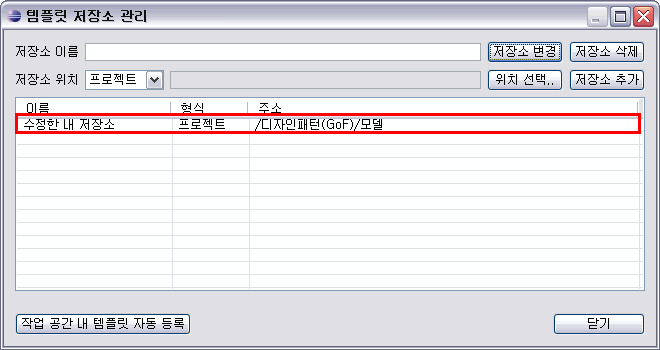 템플릿 저장소 관리
저장소 이름 저장소 변경 저장소 삭제
저장소 위치 프로젝트 위치 선택.. 저장소 추가
이름 형식 주소
수정한 내 저장소 프로젝트 /디자인패턴(GoF)/모델
작업 공간 내 템플릿 자동 등록 닫기